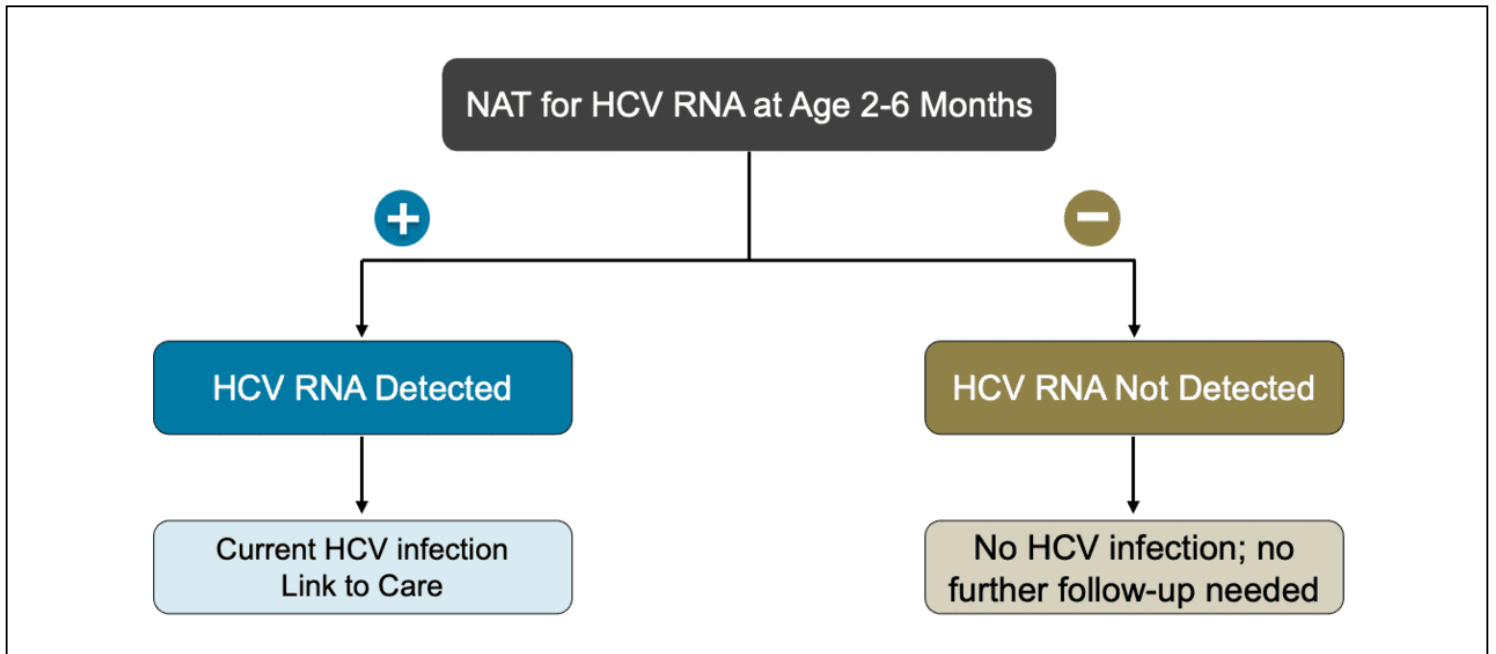 NAT for HCV RNA at Age 2-6 Months
HCV RNA Detected
HCV RNA Not Detected
Current HCV infection
Link to Care
No HCV infection; no
further follow-up needed